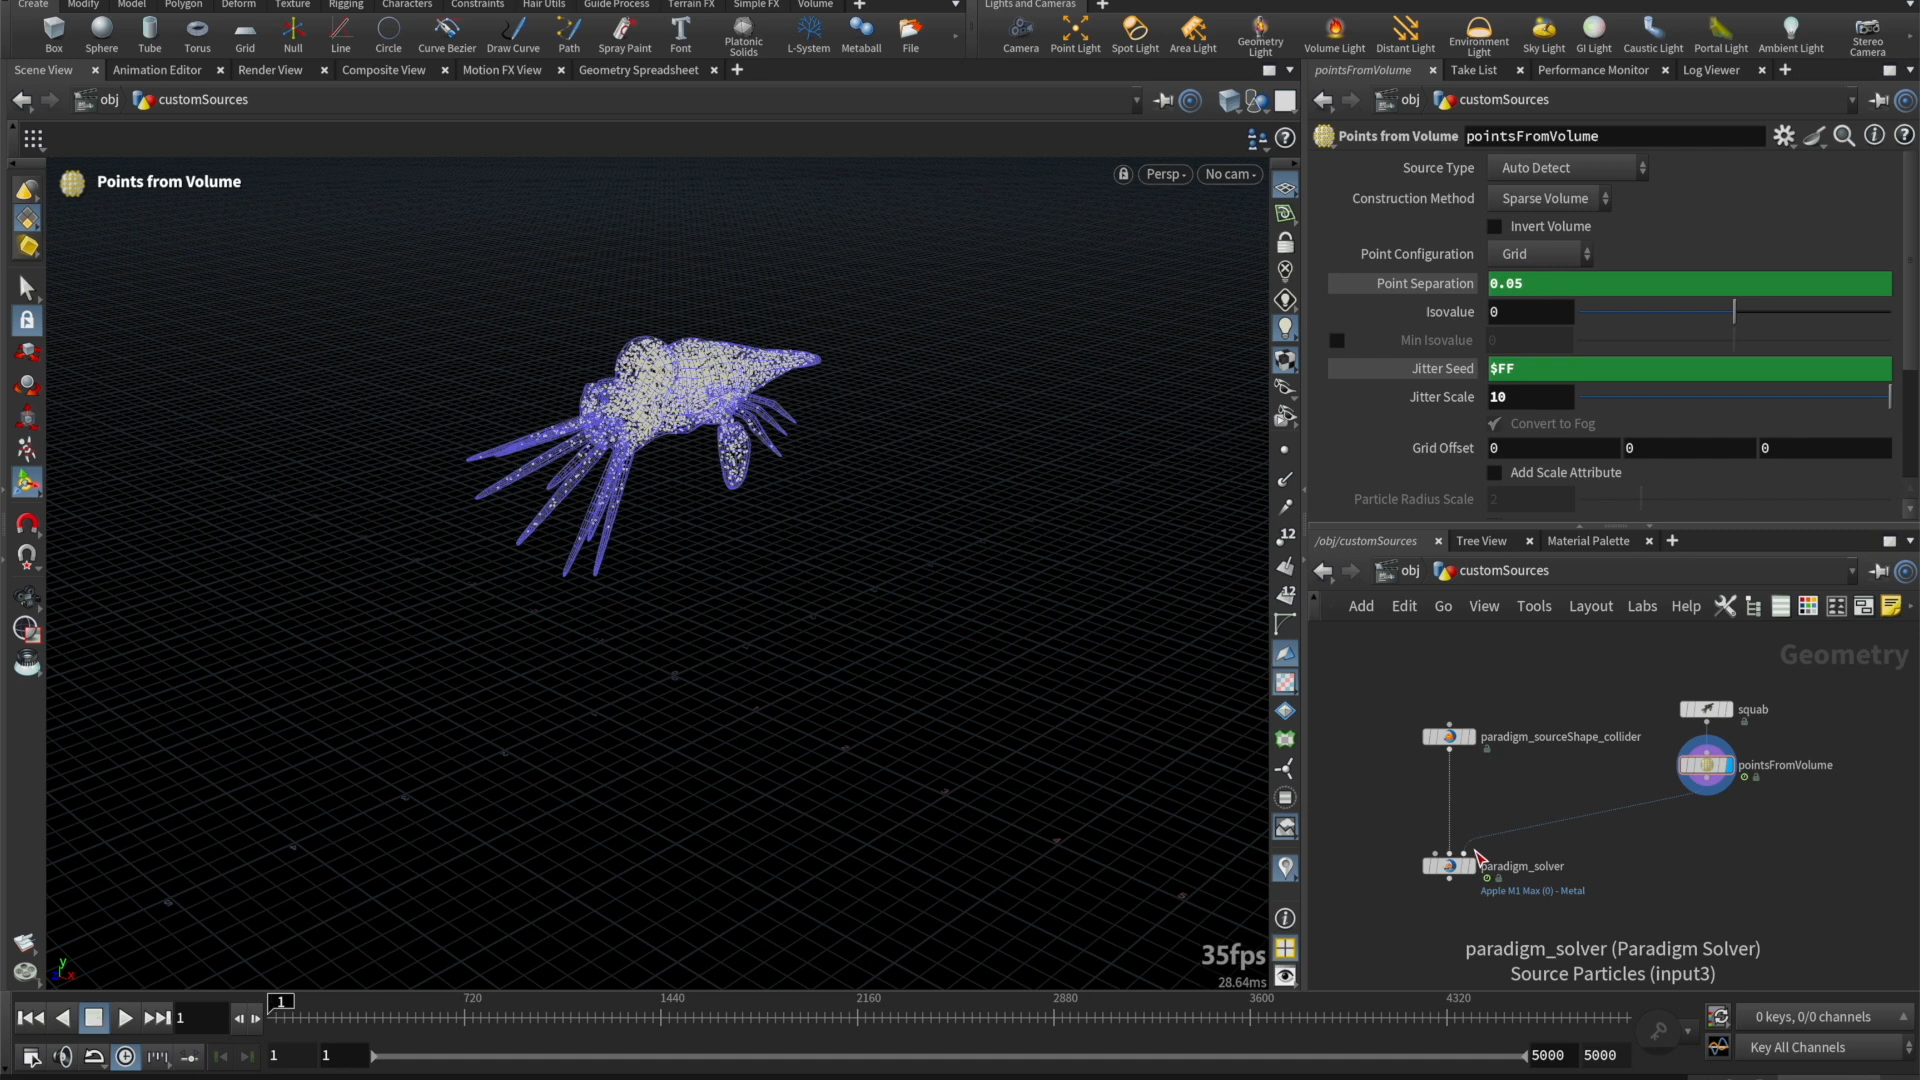 Create Modify Model Polygon Deform Texture Rigging Characters Constraints Hair Utils Guide Process Terrain FX Simple FX Volume
Lights and Cameras
Box Sphere Tube Torus Grid Null Line Circle Curve Bezier Draw Curve Path Spray Paint Font Platonic Solids L-System Metaball File
Camera Point Light Spot Light Area Light Geometry Light Volume Light Distant Light Environment Light Sky Light GI Light Caustic Light Portal Light Ambient Light Stereo Camera
Scene View Animation Editor Render View Composite View Motion FX View Geometry Spreadsheet
pointsFromVolume Take List Performance Monitor Log Viewer
obj customSources
obj customSources
Points from Volume pointsFromVolume
Points from Volume
Persp No cam
Source Type Auto Detect
Construction Method Sparse Volume
Invert Volume
Point Configuration Grid
Point Separation 0.05
Isovalue 0
Min Isovalue 0
Jitter Seed $FF
Jitter Scale 10
Convert to Fog
Grid Offset 0 0 0
Add Scale Attribute
Particle Radius Scale 2
/obj/customSources Tree View Material Palette
obj customSources
Add Edit Go View Tools Layout Labs Help
Geometry
squab
paradigm_sourceShape_collider
pointsFromVolume
paradigm_solver
Apple M1 Max (0) - Metal
paradigm_solver (Paradigm Solver)
Source Particles (input3)
12
12
35fps
28.64ms
z y x
1 1 720 1440 2160 2880 3600 4320
0 keys, 0/0 channels
1 1 5000 5000
Key All Channels